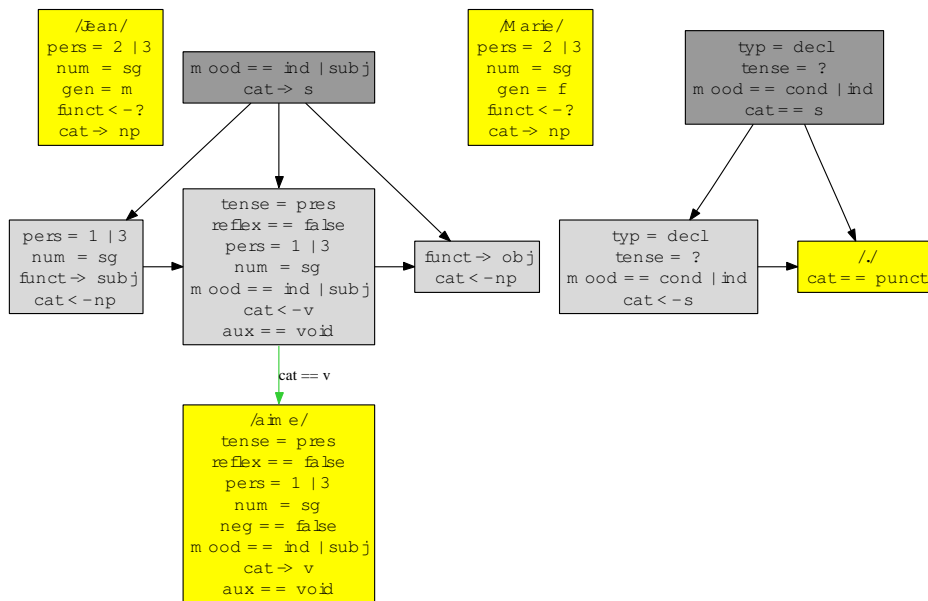 /Jean/
pers = 2 | 3
num = sg
gen = m
funct <- ?
cat -> np
mood == ind | subj
cat -> s
/Marie/
pers = 2 | 3
num = sg
gen = f
funct <- ?
cat -> np
typ = decl
tense = ?
mood == cond | ind
cat == s
pers = 1 | 3
num = sg
funct -> subj
cat <- np
tense = pres
reflex == false
pers = 1 | 3
num = sg
mood == ind | subj
cat <- v
aux == void
funct -> obj
cat <- np
typ = decl
tense = ?
mood == cond | ind
cat <- s
/./
cat == punct
cat == v
/aime/
tense = pres
reflex == false
pers = 1 | 3
num = sg
neg == false
mood == ind | subj
cat -> v
aux == void